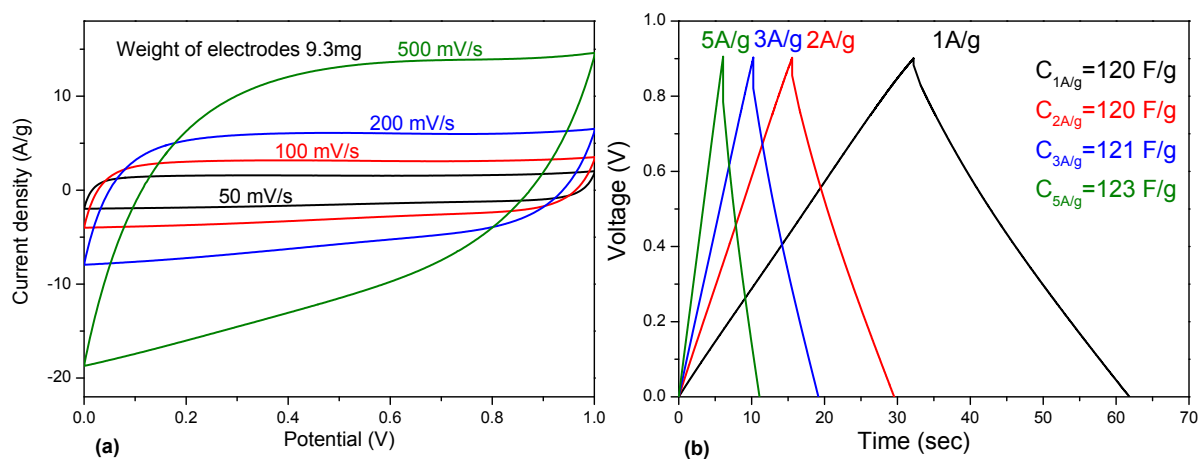 Weight of electrodes 9.3mg
500 mV/s
200 mV/s
100 mV/s
50 mV/s
Current density (A/g)
10
0
-10
-20
0.0 0.2 0.4 0.6 0.8 1.0
Potential (V)
(a)
5A/g 3A/g 2A/g 1A/g
C1A/g=120 F/g
C2A/g=120 F/g
C3A/g=121 F/g
C5A/g=123 F/g
Voltage (V)
1.0
0.8
0.6
0.4
0.2
0.0
0 10 20 30 40 50 60 70
Time (sec)
(b)